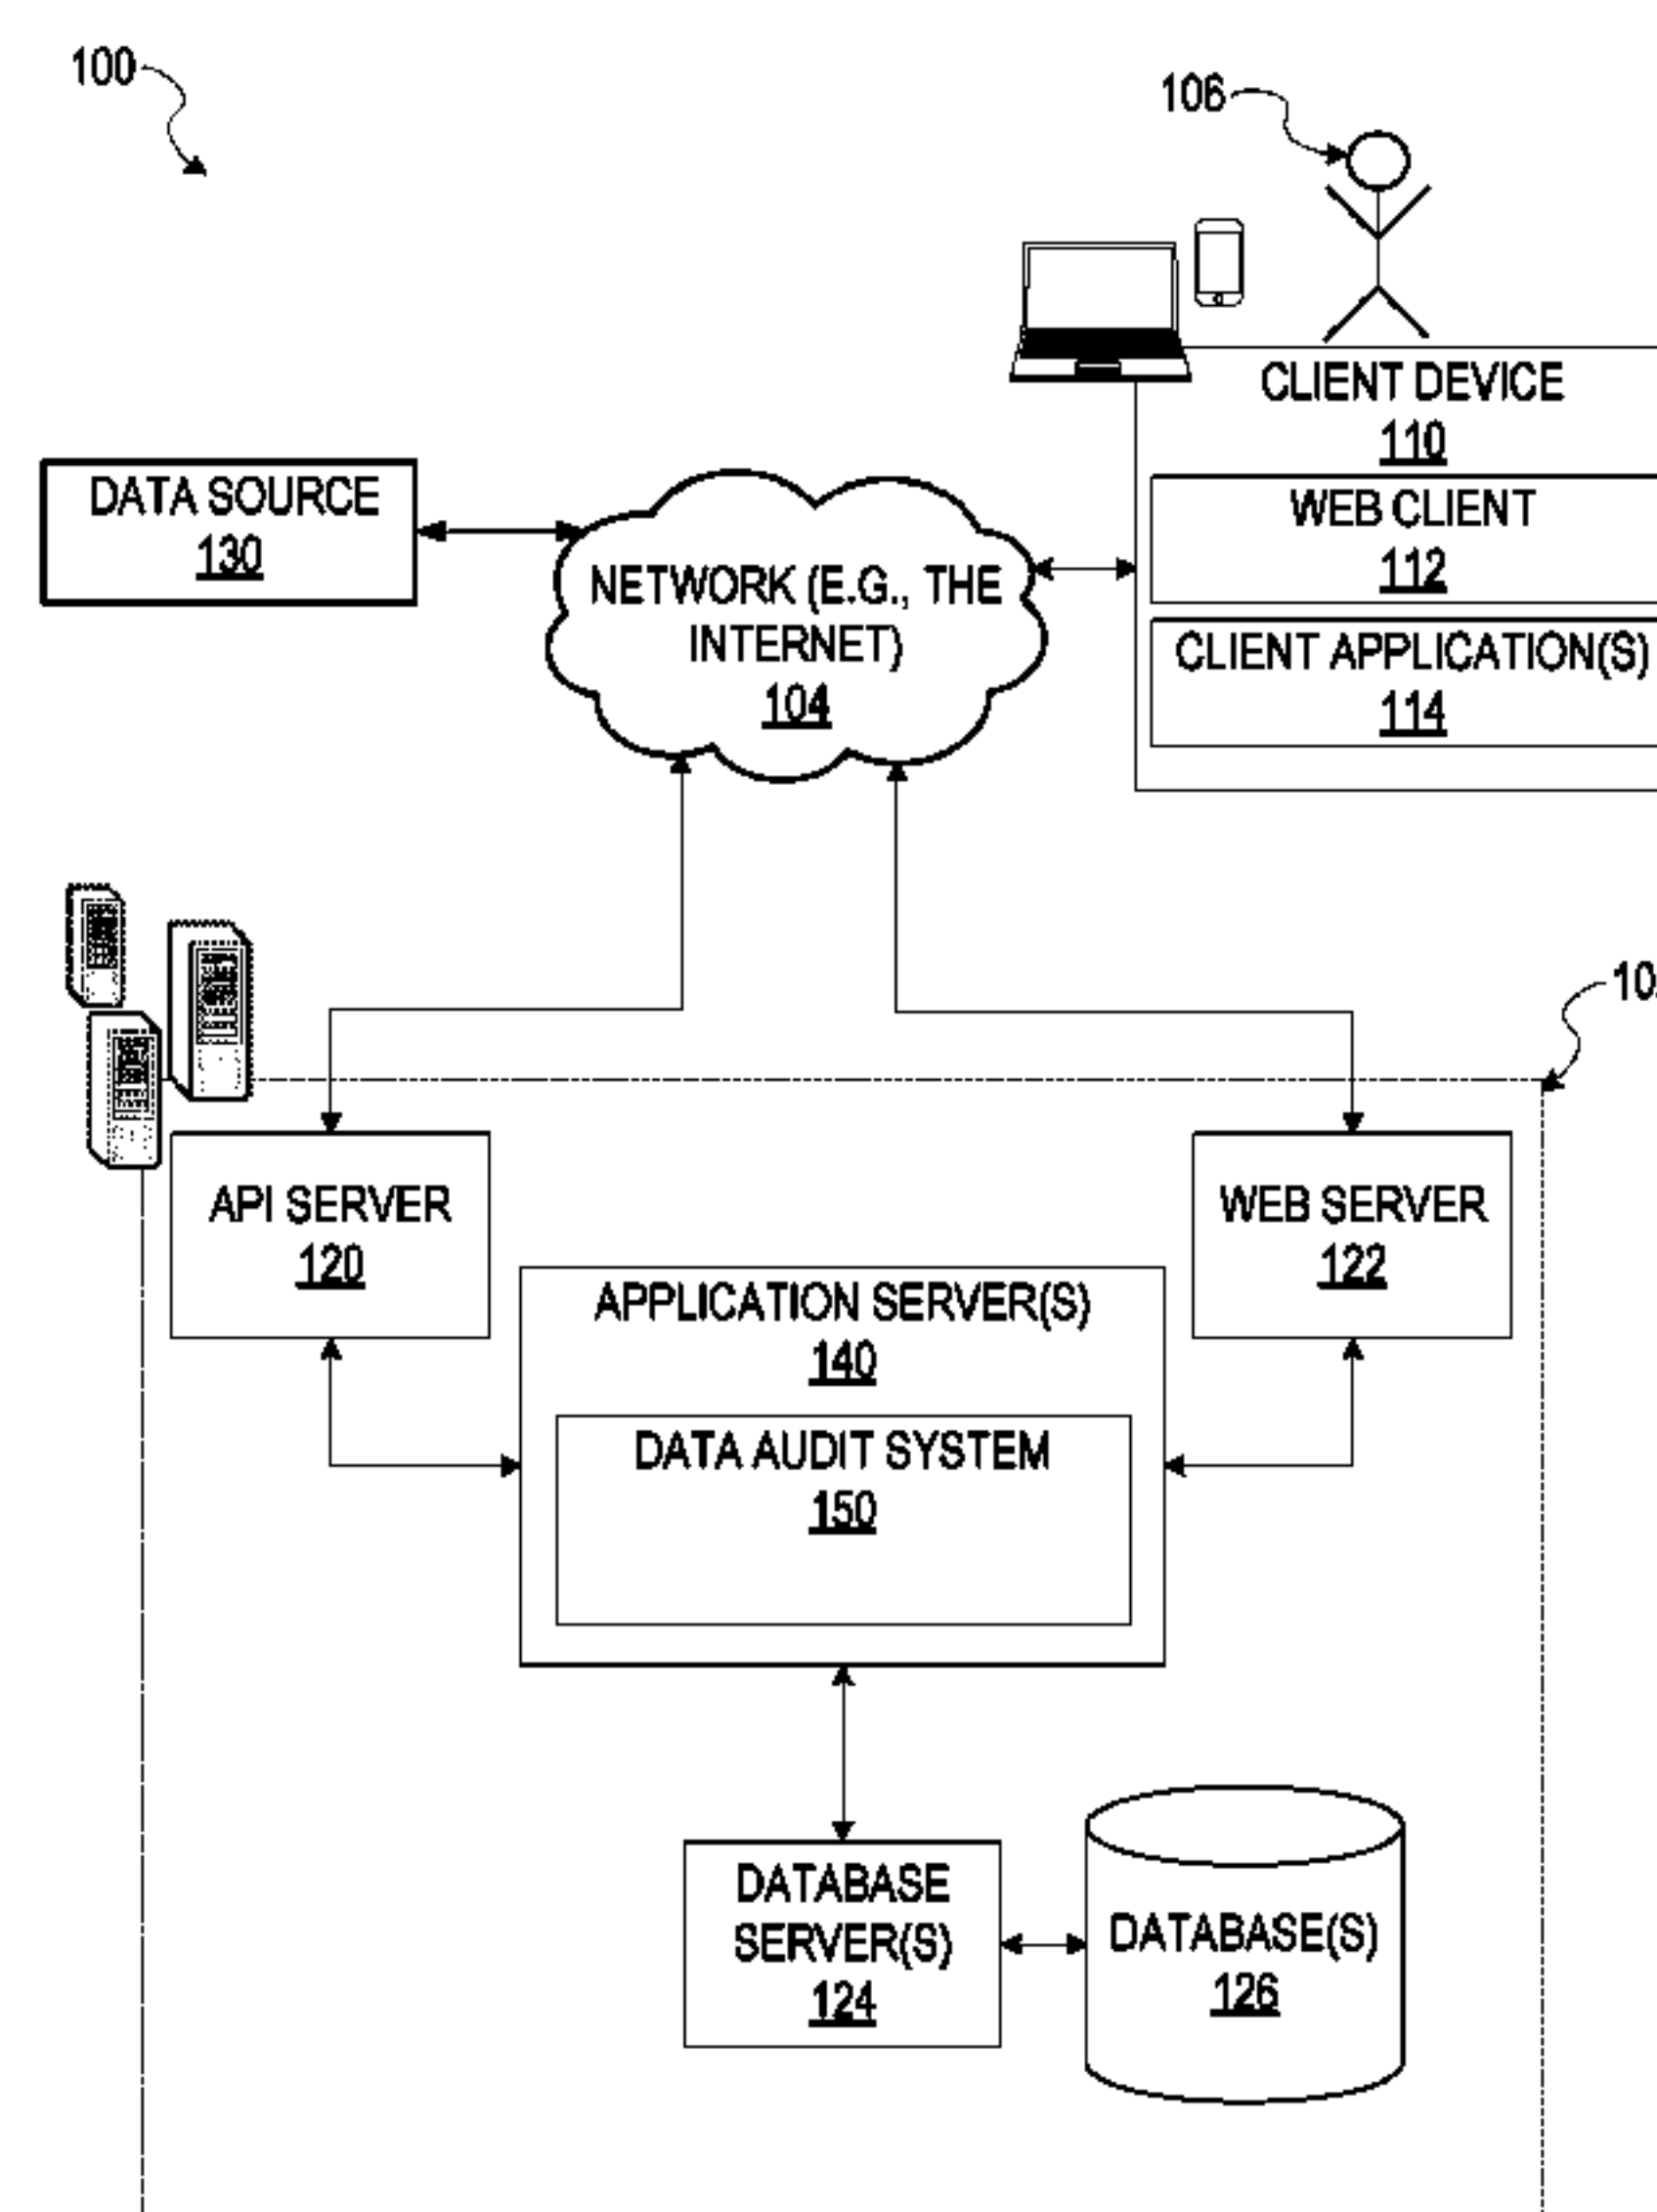 100
106
CLIENT DEVICE
110
DATA SOURCE
130
WEB CLIENT
112
NETWORK (E.G., THE
INTERNET)
104
CLIENT APPLICATION(S)
114
API SERVER
120
WEB SERVER
122
APPLICATION SERVER(S)
140
DATA AUDIT SYSTEM
150
DATABASE
SERVER(S)
124
DATABASE(S)
126